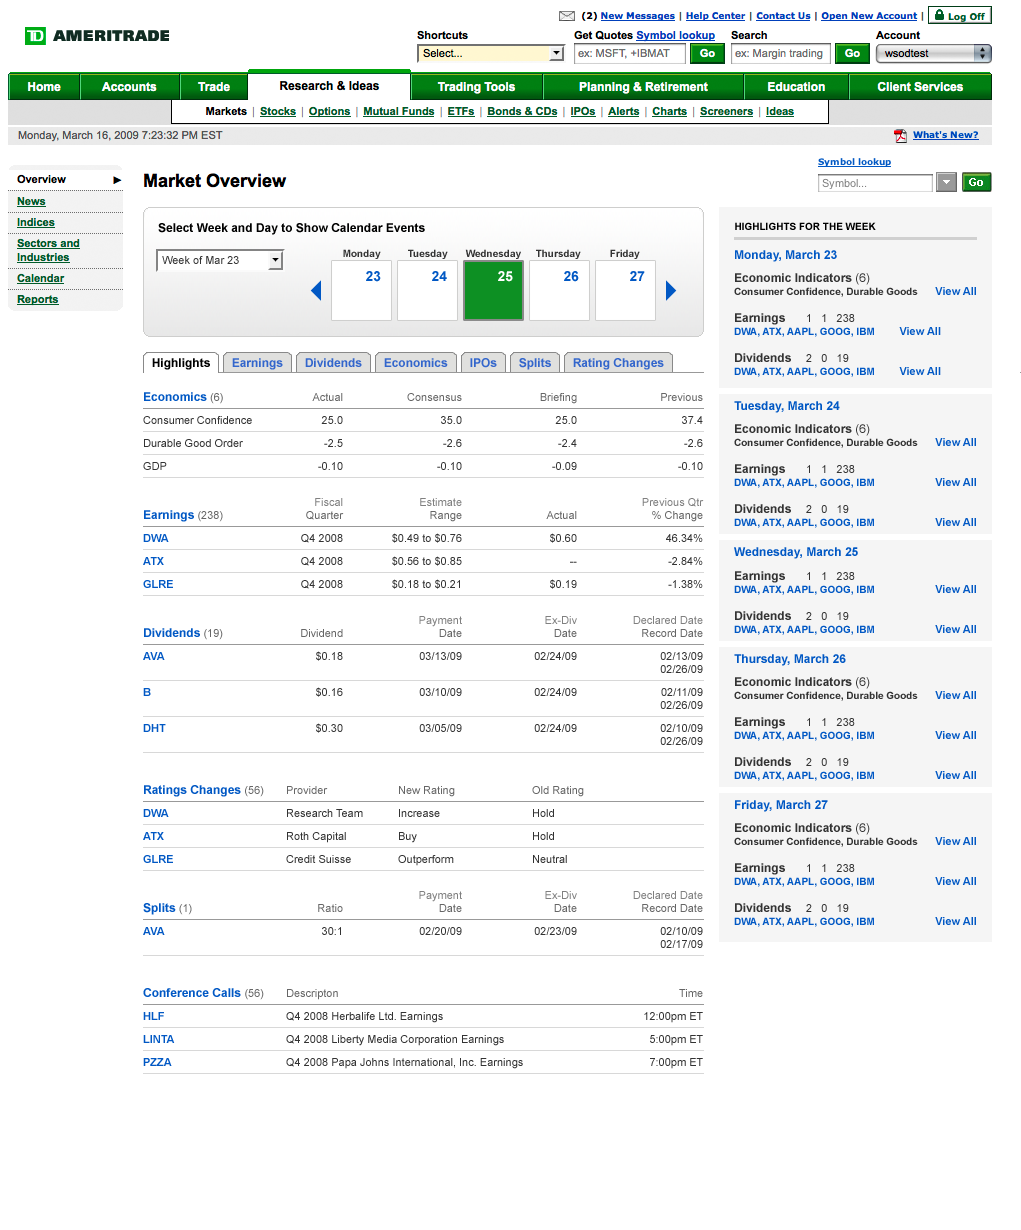 (2) New Messages | Help Center | Contact Us | Open New Account | Log Off
TD AMERITRADE
Shortcuts Get Quotes Symbol lookup Search Account
Select... ex: MSFT, +IBMAT Go ex: Margin trading Go wsodtest
Home Accounts Trade Research & Ideas Trading Tools Planning & Retirement Education Client Services
Markets | Stocks | Options | Mutual Funds | ETFs | Bonds & CDs | IPOs | Alerts | Charts | Screeners | Ideas
Monday, March 16, 2009 7:23:32 PM EST What's New?
Overview
News
Indices
Sectors and
Industries
Calendar
Reports
Market Overview
Symbol lookup
Symbol... Go
Select Week and Day to Show Calendar Events
Week of Mar 23
Monday Tuesday Wednesday Thursday Friday
23 24 25 26 27
Highlights Earnings Dividends Economics IPOs Splits Rating Changes
Economics (6) Actual Consensus Briefing Previous
Consumer Confidence 25.0 35.0 25.0 37.4
Durable Good Order -2.5 -2.6 -2.4 -2.6
GDP -0.10 -0.10 -0.09 -0.10
Fiscal Estimate Previous Qtr
Earnings (238) Quarter Range Actual % Change
DWA Q4 2008 $0.49 to $0.76 $0.60 46.34%
ATX Q4 2008 $0.56 to $0.85 -- -2.84%
GLRE Q4 2008 $0.18 to $0.21 $0.19 -1.38%
Payment Ex-Div Declared Date
Dividends (19) Dividend Date Date Record Date
AVA $0.18 03/13/09 02/24/09 02/13/09
02/26/09
B $0.16 03/10/09 02/24/09 02/11/09
02/26/09
DHT $0.30 03/05/09 02/24/09 02/10/09
02/26/09
Ratings Changes (56) Provider New Rating Old Rating
DWA Research Team Increase Hold
ATX Roth Capital Buy Hold
GLRE Credit Suisse Outperform Neutral
Payment Ex-Div Declared Date
Splits (1) Ratio Date Date Record Date
AVA 30:1 02/20/09 02/23/09 02/10/09
02/17/09
Conference Calls (56) Descripton Time
HLF Q4 2008 Herbalife Ltd. Earnings 12:00pm ET
LINTA Q4 2008 Liberty Media Corporation Earnings 5:00pm ET
PZZA Q4 2008 Papa Johns International, Inc. Earnings 7:00pm ET
HIGHLIGHTS FOR THE WEEK
Monday, March 23
Economic Indicators (6)
Consumer Confidence, Durable Goods View All
Earnings 1 1 238
DWA, ATX, AAPL, GOOG, IBM View All
Dividends 2 0 19
DWA, ATX, AAPL, GOOG, IBM View All
Tuesday, March 24
Economic Indicators (6)
Consumer Confidence, Durable Goods View All
Earnings 1 1 238
DWA, ATX, AAPL, GOOG, IBM View All
Dividends 2 0 19
DWA, ATX, AAPL, GOOG, IBM View All
Wednesday, March 25
Earnings 1 1 238
DWA, ATX, AAPL, GOOG, IBM View All
Dividends 2 0 19
DWA, ATX, AAPL, GOOG, IBM View All
Thursday, March 26
Economic Indicators (6)
Consumer Confidence, Durable Goods View All
Earnings 1 1 238
DWA, ATX, AAPL, GOOG, IBM View All
Dividends 2 0 19
DWA, ATX, AAPL, GOOG, IBM View All
Friday, March 27
Economic Indicators (6)
Consumer Confidence, Durable Goods View All
Earnings 1 1 238
DWA, ATX, AAPL, GOOG, IBM View All
Dividends 2 0 19
DWA, ATX, AAPL, GOOG, IBM View All